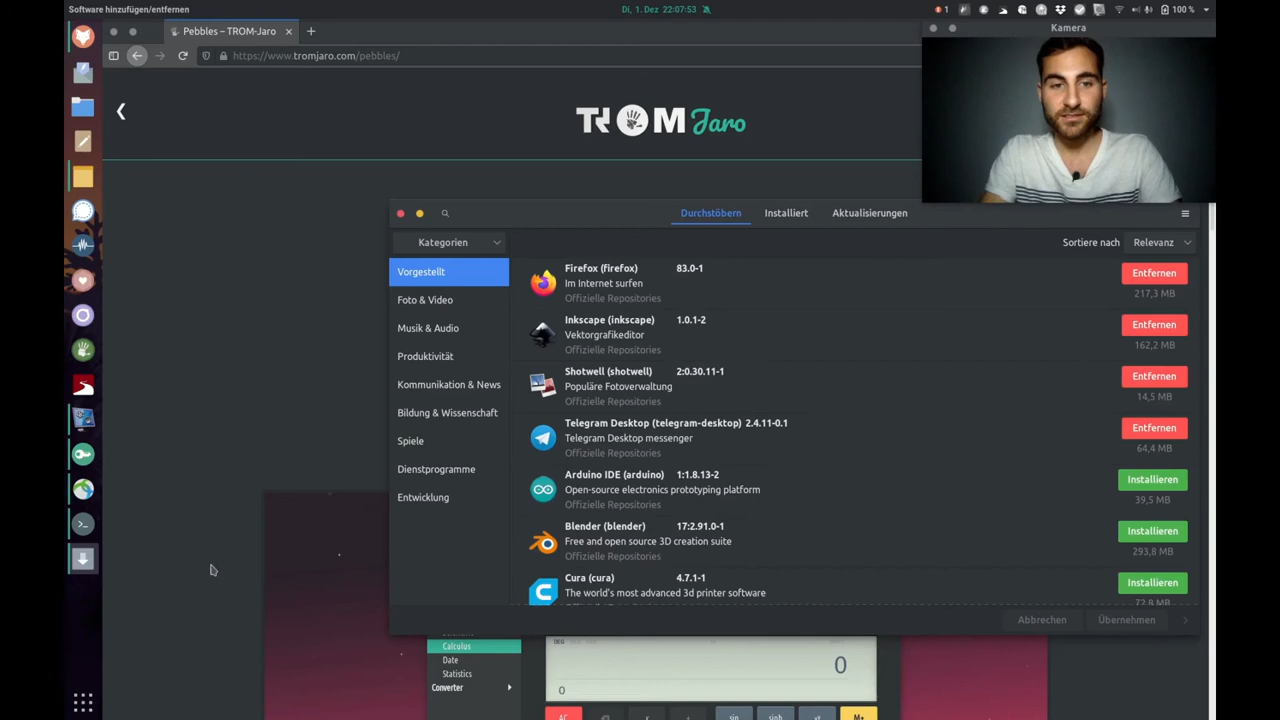 Software hinzufügen/entfernen
Di, 1. Dez 22:07:53
1
100 %
Pebbles – TROM-Jaro
https://www.tromjaro.com/pebbles/
Kamera
TROM Jaro
Durchstöbern
Installiert
Aktualisierungen
Kategorien
Sortiere nach
Relevanz
Vorgestellt
Foto & Video
Musik & Audio
Produktivität
Kommunikation & News
Bildung & Wissenschaft
Spiele
Dienstprogramme
Entwicklung
Firefox (firefox) 83.0-1
Im Internet surfen
Offizielle Repositories
Entfernen
217,3 MB
Inkscape (inkscape) 1.0.1-2
Vektorgrafikeditor
Offizielle Repositories
Entfernen
162,2 MB
Shotwell (shotwell) 2:0.30.11-1
Populäre Fotoverwaltung
Offizielle Repositories
Entfernen
14,5 MB
Telegram Desktop (telegram-desktop) 2.4.11-0.1
Telegram Desktop messenger
Offizielle Repositories
Entfernen
64,4 MB
Arduino IDE (arduino) 1:1.8.13-2
Open-source electronics prototyping platform
Offizielle Repositories
Installieren
39,5 MB
Blender (blender) 17:2.91.0-1
Free and open source 3D creation suite
Offizielle Repositories
Installieren
293,8 MB
Cura (cura) 4.7.1-1
The world's most advanced 3d printer software
Installieren
72,8 MB
Abbrechen
Übernehmen
Calculus
Date
Statistics
Converter
DEG
0
0
AC
sin
sinh
M+